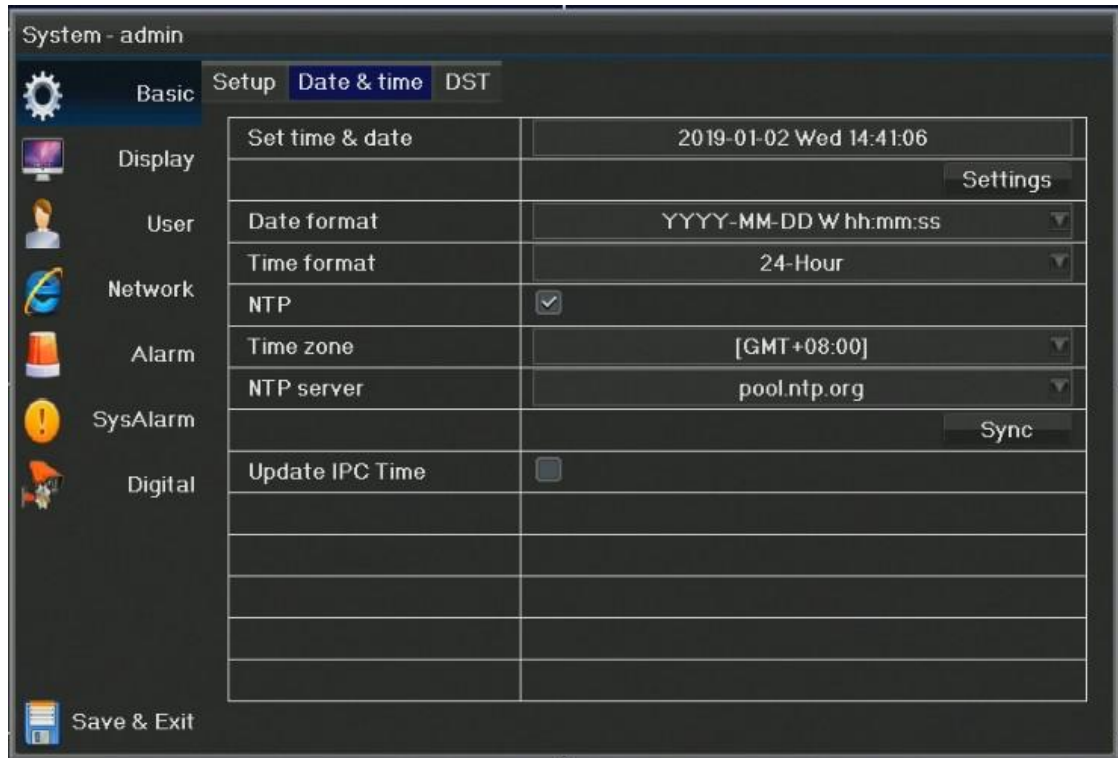 System - admin
Basic
Setup Date & time DST
Set time & date 2019-01-02 Wed 14:41:06
Display
Settings
User
Date format YYYY-MM-DD W hh:mm:ss
Time format 24-Hour
Network
NTP
Alarm
Time zone [GMT+08:00]
NTP server pool.ntp.org
SysAlarm
Sync
Digital
Update IPC Time
Save & Exit